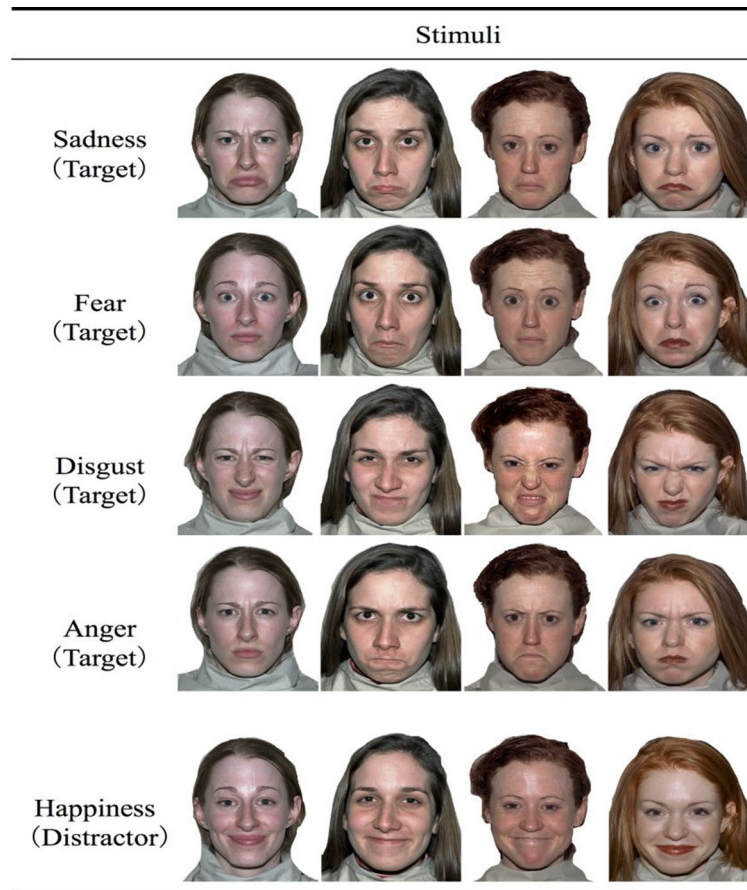 Stimuli
Sadness
(Target)
Fear
(Target)
Disgust
(Target)
Anger
(Target)
Happiness
(Distractor)